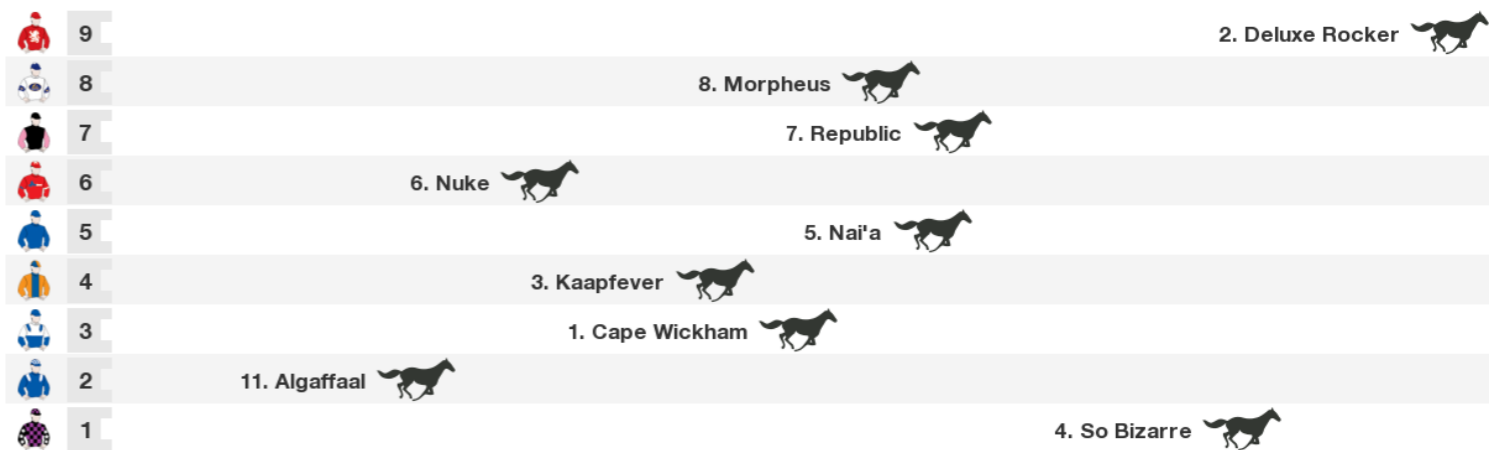 9 2. Deluxe Rocker
8 8. Morpheus
7 7. Republic
6 6. Nuke
5 5. Nai'a
4 3. Kaapfever
3 1. Cape Wickham
2 11. Algaffaal
1 4. So Bizarre